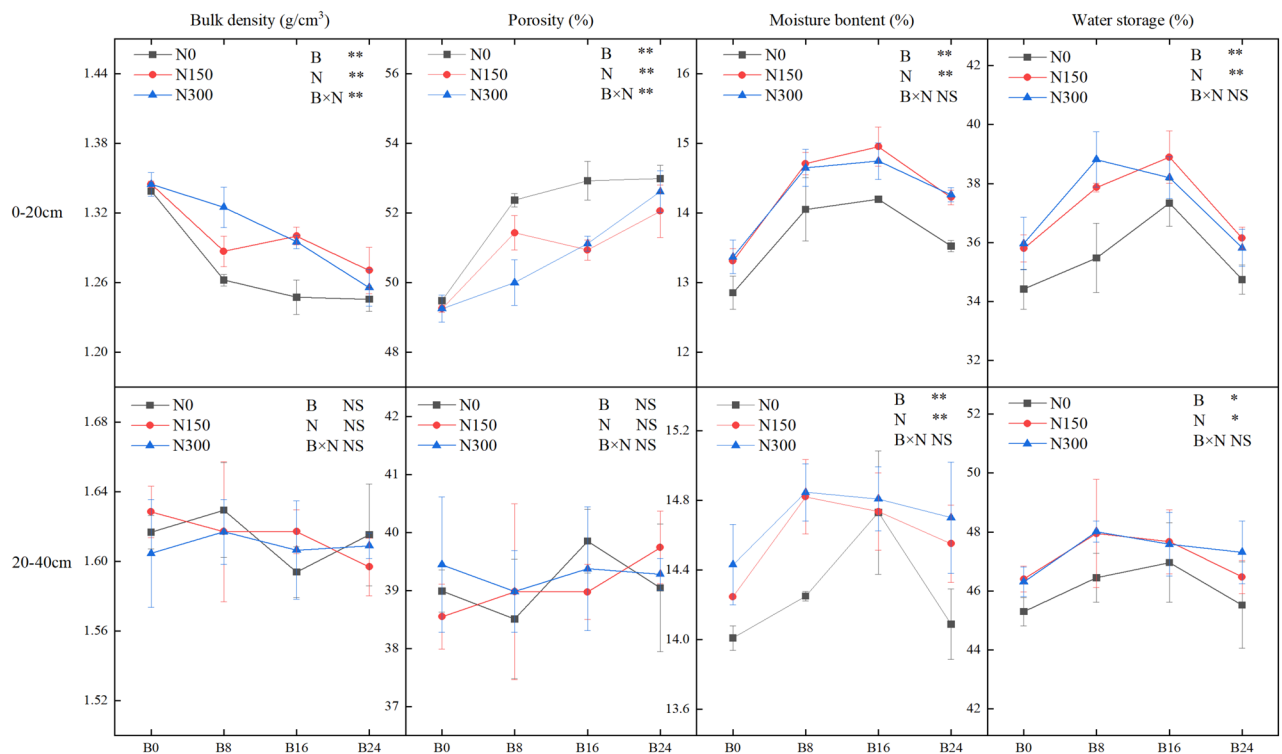 Bulk density (g/cm³)
Porosity (%)
Moisture bontent (%)
Water storage (%)
0-20cm
1.44
1.38
1.32
1.26
1.20
N0
N150
N300
B **
N **
B×N **
56
54
52
50
48
N0
N150
N300
B **
N **
B×N **
16
15
14
13
12
N0
N150
N300
B **
N **
B×N NS
42
40
38
36
34
32
N0
N150
N300
B **
N **
B×N NS
20-40cm
1.68
1.64
1.60
1.56
1.52
N0
N150
N300
B NS
N NS
B×N NS
42
41
40
39
38
37
N0
N150
N300
B NS
N NS
B×N NS
15.2
14.8
14.4
14.0
13.6
N0
N150
N300
B **
N **
B×N NS
52
50
48
46
44
42
N0
N150
N300
B *
N *
B×N NS
B0 B8 B16 B24
B0 B8 B16 B24
B0 B8 B16 B24
B0 B8 B16 B24